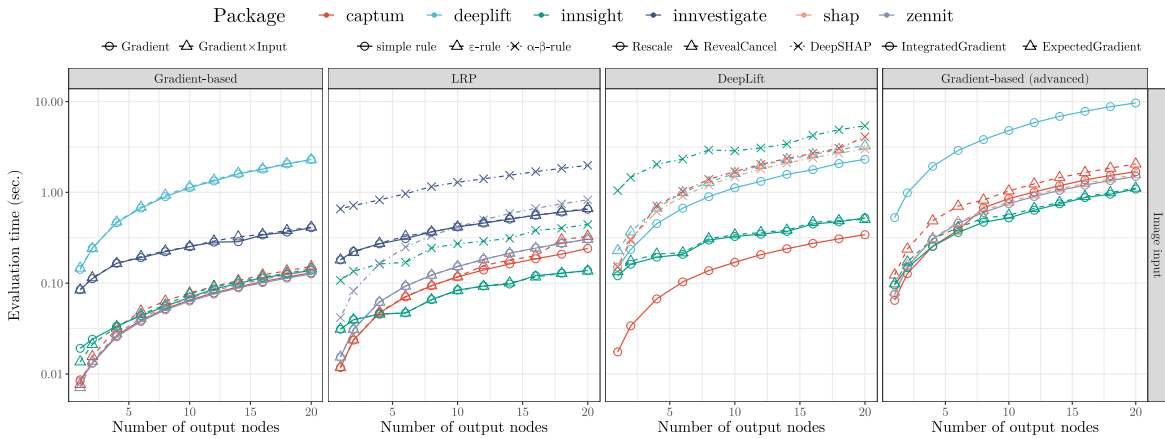 Package captum deeplift innsight innvestigate shap zennit
Gradient Gradient×Input simple rule ε-rule α-β-rule Rescale RevealCancel DeepSHAP IntegratedGradient ExpectedGradient
Gradient-based LRP DeepLift Gradient-based (advanced)
10.00
1.00
0.10
0.01
Evaluation time (sec.)
Image input
5 10 15 20 5 10 15 20 5 10 15 20 5 10 15 20
Number of output nodes Number of output nodes Number of output nodes Number of output nodes